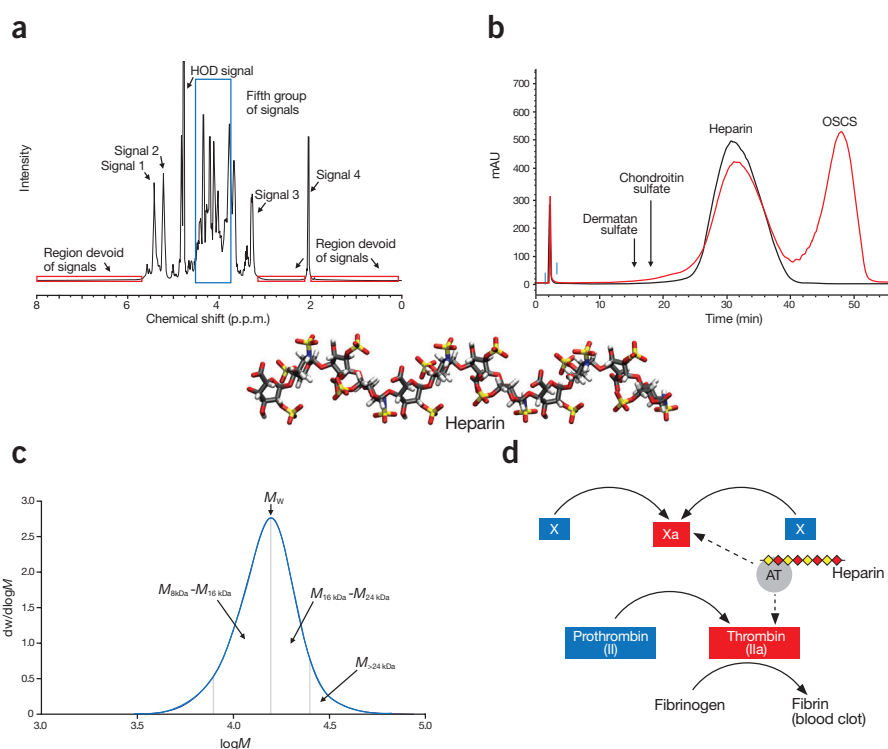 a
HOD signal
Fifth group
of signals
Signal 2
Signal 1
Signal 3
Signal 4
Region devoid
of signals
Region devoid
of signals
Intensity
8 6 4 2 0
Chemical shift (p.p.m.)
b
mAU
700
600
500
400
300
200
100
0
Heparin
OSCS
Chondroitin
sulfate
Dermatan
sulfate
0 10 20 30 40 50
Time (min)
Heparin
c
dw/dlogM
3.0
2.5
2.0
1.5
1.0
0.5
0
MW
M8kDa-M16 kDa
M16 kDa-M24 kDa
M>24 kDa
3.0 3.5 4.0 4.5 5.0
logM
d
X
Xa
X
AT
Heparin
Prothrombin
(II)
Thrombin
(IIa)
Fibrinogen
Fibrin
(blood clot)